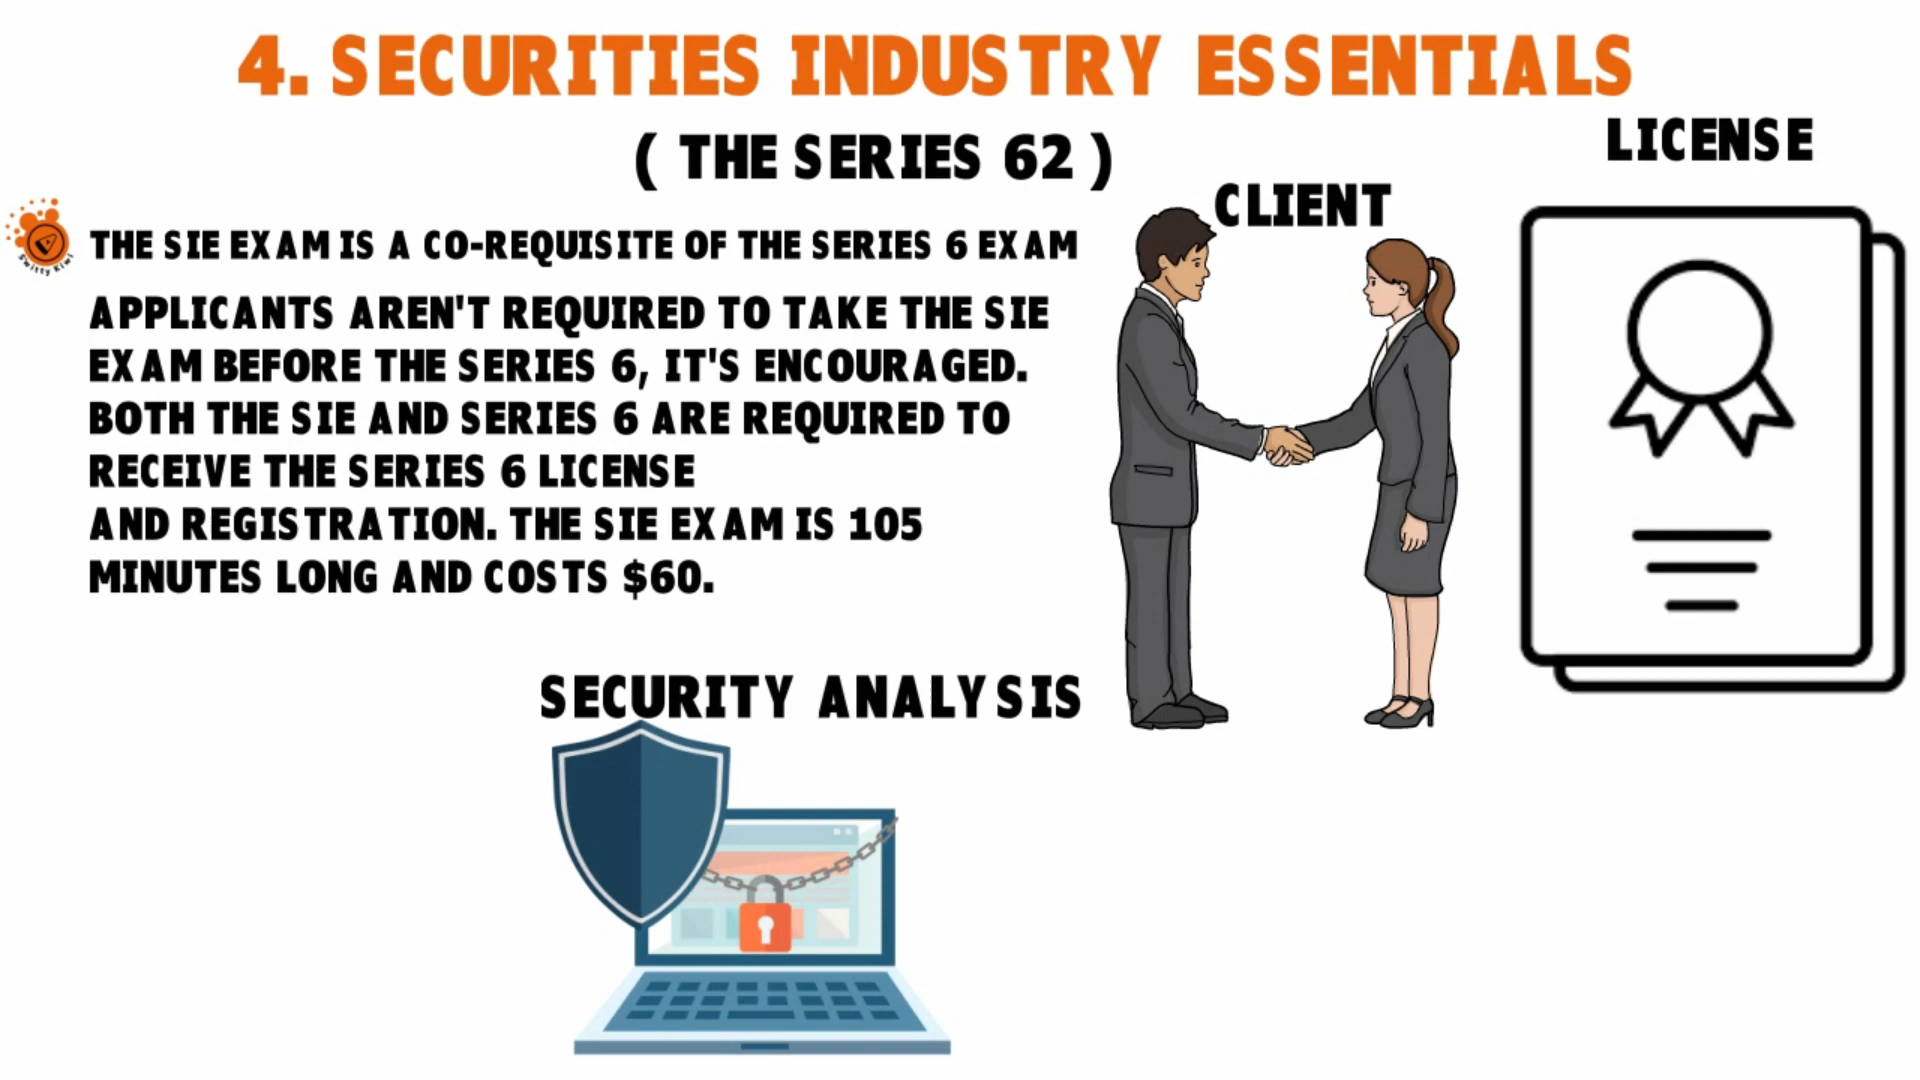 4. SECURITIES INDUSTRY ESSENTIALS
( THE SERIES 62 )
LICENSE
CLIENT
Switty Kiwi
THE SIE EXAM IS A CO-REQUISITE OF THE SERIES 6 EXAM
APPLICANTS AREN'T REQUIRED TO TAKE THE SIE
EXAM BEFORE THE SERIES 6, IT'S ENCOURAGED.
BOTH THE SIE AND SERIES 6 ARE REQUIRED TO
RECEIVE THE SERIES 6 LICENSE
AND REGISTRATION. THE SIE EXAM IS 105
MINUTES LONG AND COSTS $60.
SECURITY ANALYSIS